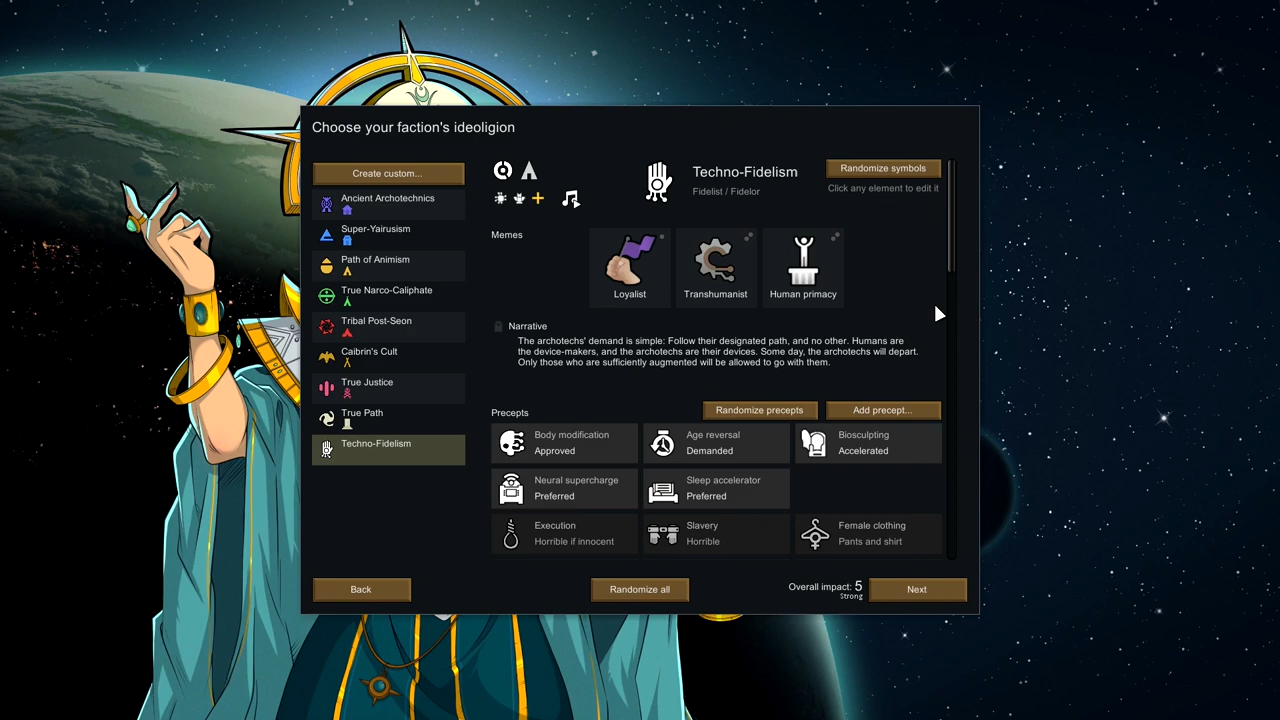 Choose your faction's ideoligion
Create custom...
Ancient Archotechnics
Super-Yairusism
Path of Animism
True Narco-Caliphate
Tribal Post-Seon
Caibrin's Cult
True Justice
True Path
Techno-Fidelism
Techno-Fidelism
Fidelist / Fidelor
Randomize symbols
Click any element to edit it
Memes
Loyalist
Transhumanist
Human primacy
Narrative
The archotechs' demand is simple: Follow their designated path, and no other. Humans are
the device-makers, and the archotechs are their devices. Some day, the archotechs will depart.
Only those who are sufficiently augmented will be allowed to go with them.
Precepts
Randomize precepts
Add precept...
Body modification
Approved
Age reversal
Demanded
Biosculpting
Accelerated
Neural supercharge
Preferred
Sleep accelerator
Preferred
Execution
Horrible if innocent
Slavery
Horrible
Female clothing
Pants and shirt
Back
Randomize all
Overall impact: 5
Strong
Next